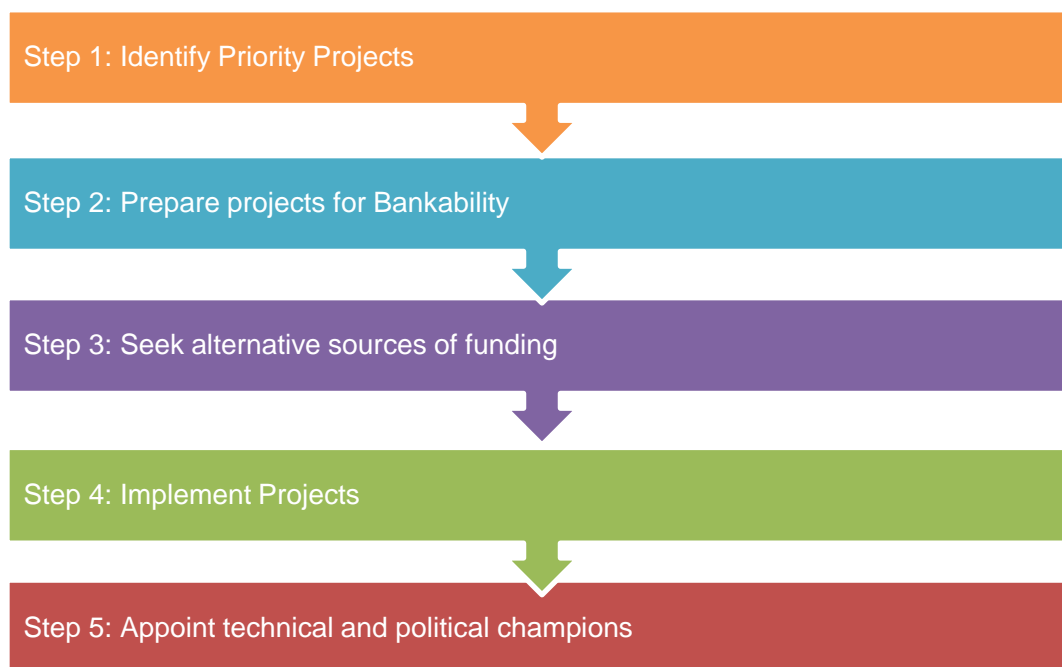 Step 1: Identify Priority Projects
Step 2: Prepare projects for Bankability
Step 3: Seek alternative sources of funding
Step 4: Implement Projects
Step 5: Appoint technical and political champions